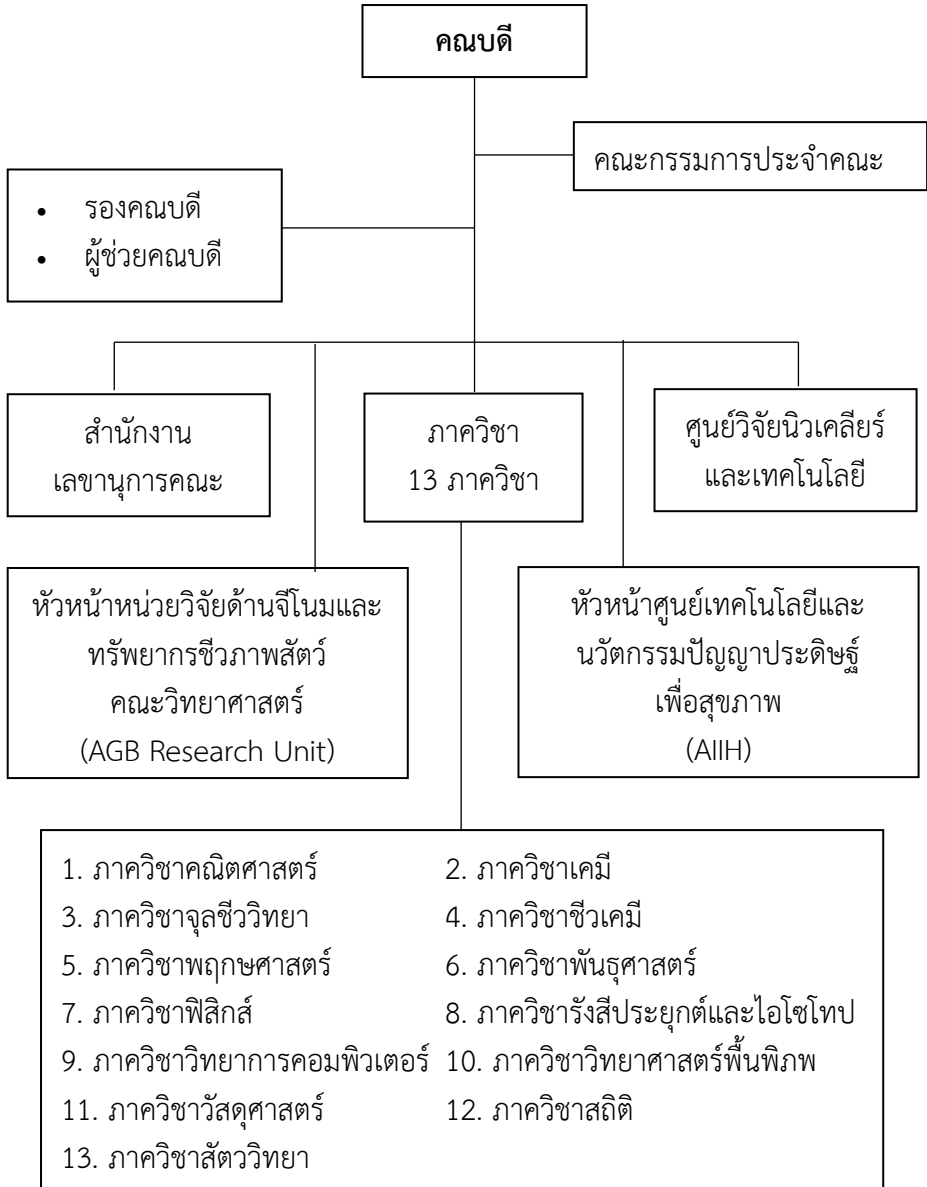 คณบดี
คณะกรรมการประจำคณะ
• รองคณบดี
• ผู้ช่วยคณบดี
สำนักงาน
เลขานุการคณะ
ภาควิชา
13 ภาควิชา
ศูนย์วิจัยนิวเคลียร์
และเทคโนโลยี
หัวหน้าหน่วยวิจัยด้านจีโนมและ
ทรัพยากรชีวภาพสัตว์
คณะวิทยาศาสตร์
(AGB Research Unit)
หัวหน้าศูนย์เทคโนโลยีและ
นวัตกรรมปัญญาประดิษฐ์
เพื่อสุขภาพ
(AIIH)
1. ภาควิชาคณิตศาสตร์ 2. ภาควิชาเคมี
3. ภาควิชาจุลชีววิทยา 4. ภาควิชาชีวเคมี
5. ภาควิชาพฤกษศาสตร์ 6. ภาควิชาพันธุศาสตร์
7. ภาควิชาฟิสิกส์ 8. ภาควิชารังสีประยุกต์และไอโซโทป
9. ภาควิชาวิทยาการคอมพิวเตอร์ 10. ภาควิชาวิทยาศาสตร์พื้นพิภพ
11. ภาควิชาวัสดุศาสตร์ 12. ภาควิชาสถิติ
13. ภาควิชาสัตววิทยา